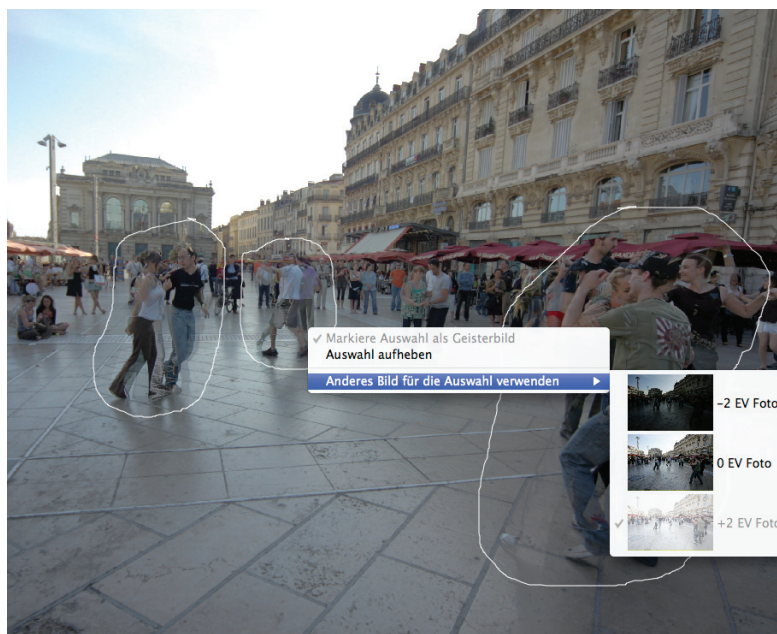 ✓ Markiere Auswahl als Geisterbild
Auswahl aufheben
Anderes Bild für die Auswahl verwenden
-2 EV Foto
0 EV Foto
✓ +2 EV Foto